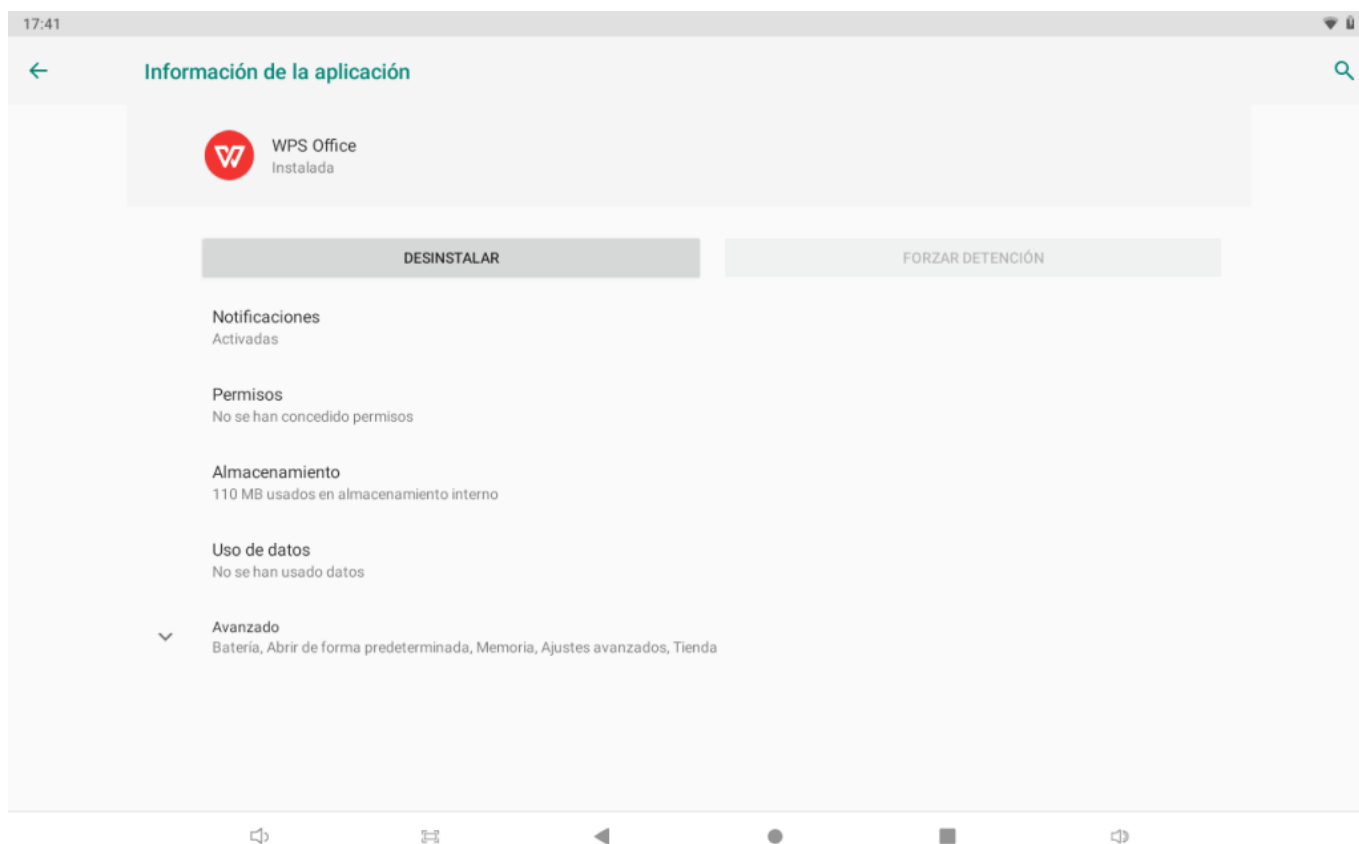 17:41
Información de la aplicación
WPS Office
Instalada
DESINSTALAR
FORZAR DETENCIÓN
Notificaciones
Activadas
Permisos
No se han concedido permisos
Almacenamiento
110 MB usados en almacenamiento interno
Uso de datos
No se han usado datos
Avanzado
Batería, Abrir de forma predeterminada, Memoria, Ajustes avanzados, Tienda